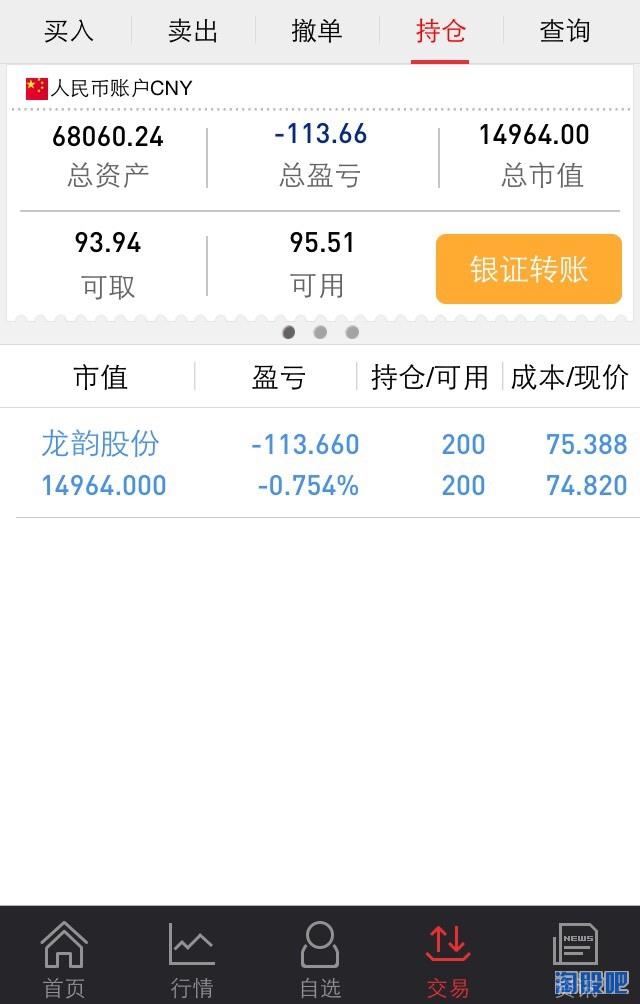 买入 卖出 撤单 持仓 查询
人民币账户CNY
68060.24 -113.66 14964.00
总资产 总盈亏 总市值
93.94 95.51
可取 可用 银证转账
市值 盈亏 持仓/可用 成本/现价
龙韵股份 -113.660 200 75.388
14964.000 -0.754% 200 74.820
NEWS
首页 行情 自选 交易
淘股吧